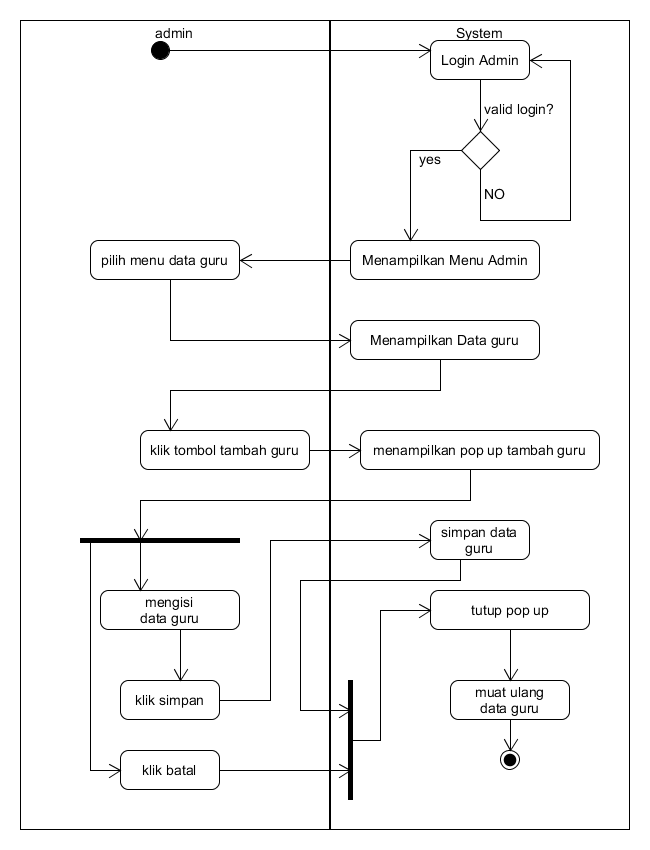 admin
System
Login Admin
valid login?
yes
NO
pilih menu data guru
Menampilkan Menu Admin
Menampilkan Data guru
klik tombol tambah guru
menampilkan pop up tambah guru
simpan data
guru
mengisi
data guru
tutup pop up
klik simpan
muat ulang
data guru
klik batal